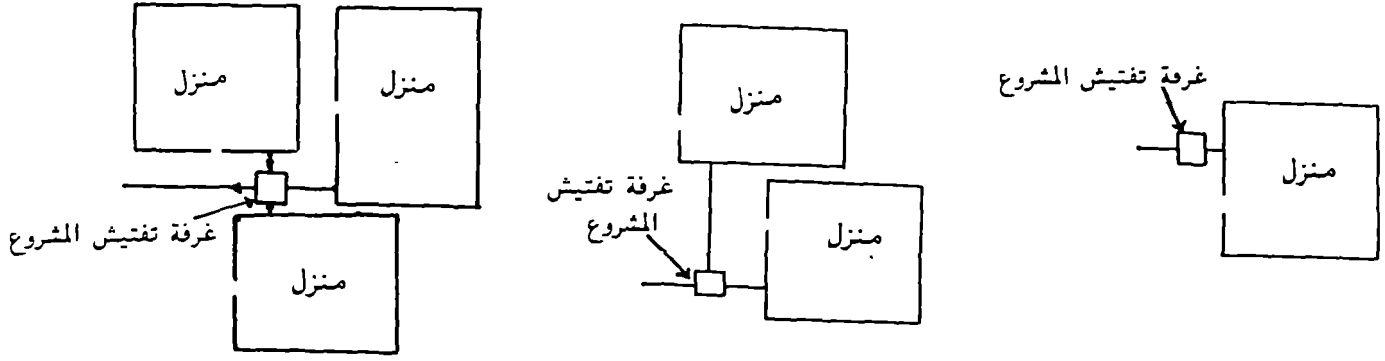 غرفة تفتيش المشروع
منزل
منزل
غرفة تفتيش
المشروع
منزل
منزل
منزل
غرفة تفتيش المشروع
منزل